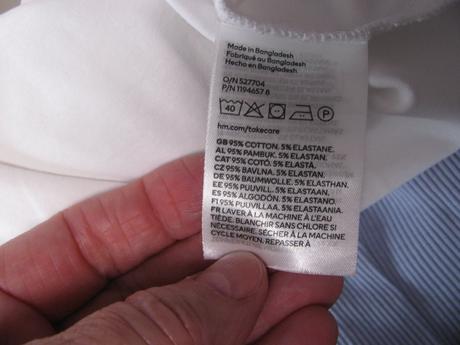 Made in Bangladesh
Fabriqué au Bangladesh
Hecho en Bangladesh
O/N 527704
P/N 1194657 8
40 P
hm.com/takecare
GB 95% COTTON. 5% ELASTANE.
AL 95% PAMBUK. 5% ELASTAN.
CAT 95% COTÓ. 5% ELASTÀ.
CZ 95% BAVLNA. 5% ELASTHAN.
DE 95% BAUMWOLLE. 5% ELASTHAN.
EE 95% PUUVILL. 5% ELASTAAN.
ES 95% ALGODÓN. 5% ELASTANO.
FI 95% PUUVILLAA. 5% ELASTAANIA.
FR LAVER À LA MACHINE À L'EAU
TIÈDE. BLANCHIR SANS CHLORE SI
NÉCESSAIRE. SÉCHER À LA MACHINE
CYCLE MOYEN. REPASSER À